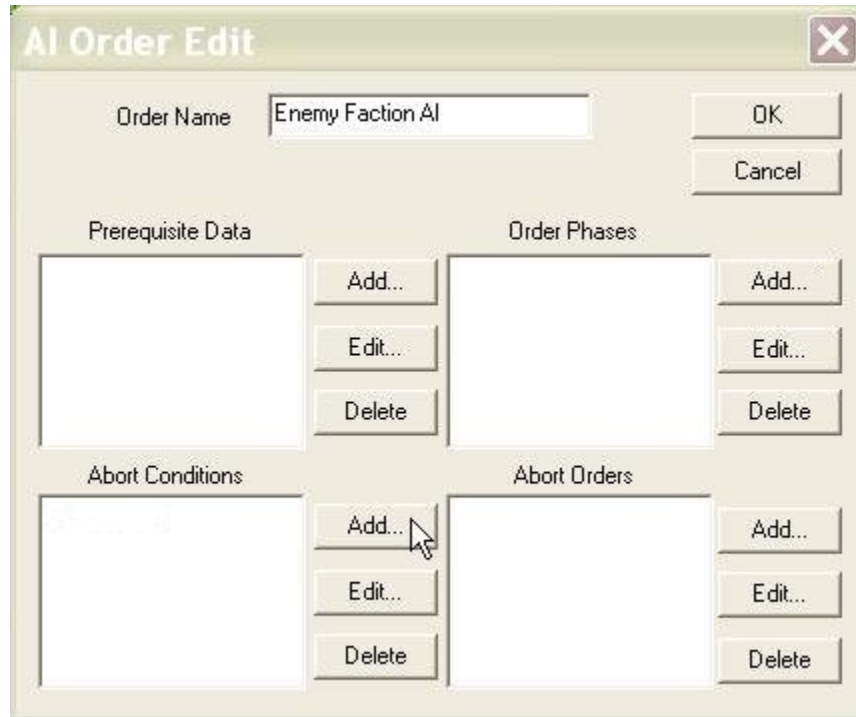 AI Order Edit
Order Name Enemy Faction AI OK
Cancel
Prerequisite Data Order Phases
Add... Add...
Edit... Edit...
Delete Delete
Abort Conditions Abort Orders
Add... Add...
Edit... Edit...
Delete Delete